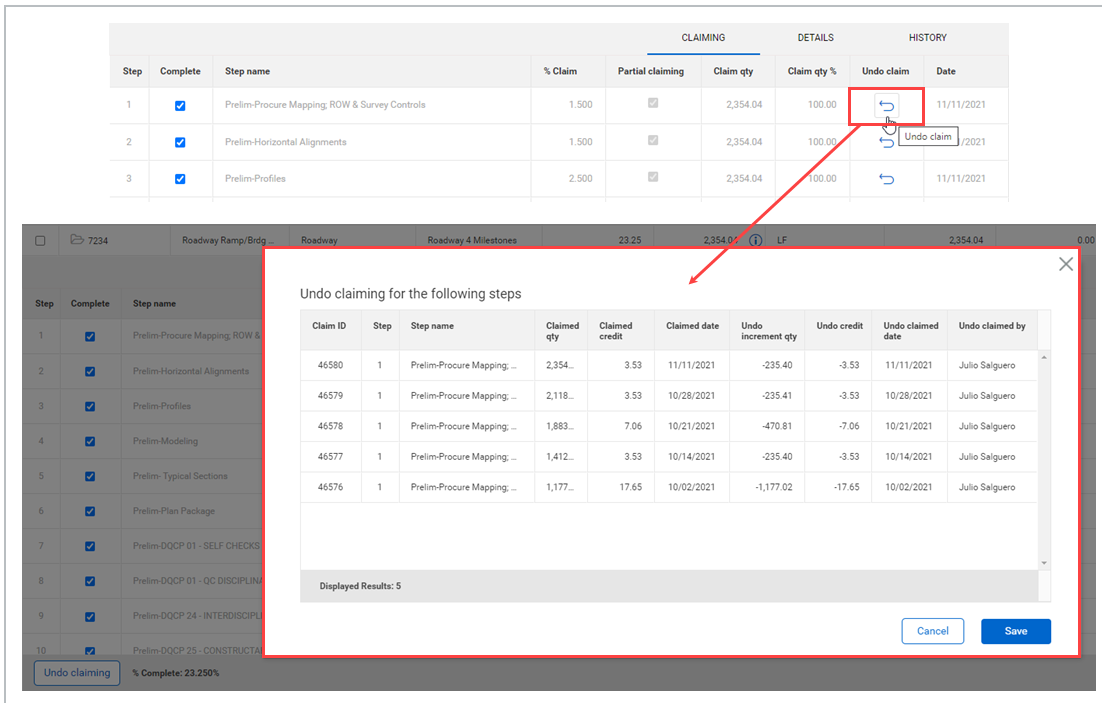 CLAIMING DETAILS HISTORY
Step Complete Step name % Claim Partial claiming Claim qty Claim qty % Undo claim Date
1 Prelim-Procure Mapping; ROW & Survey Controls 1.500 2,354.04 100.00 11/11/2021
Undo claim
2 Prelim-Horizontal Alignments 1.500 2,354.04 100.00 /2021
3 Prelim-Profiles 2.500 2,354.04 100.00 11/11/2021
7234 Roadway Ramp/Brdg ... Roadway Roadway 4 Milestones 23.25 2,354.04 LF 2,354.04 0.00
Step Complete Step name
1 Prelim-Procure Mapping; ROW &
2 Prelim-Horizontal Alignments
3 Prelim-Profiles
4 Prelim-Modeling
5 Prelim- Typical Sections
6 Prelim-Plan Package
7 Prelim-DQCP 01 - SELF CHECKS
8 Prelim-DQCP 01 - QC DISCIPLINA
9 Prelim-DQCP 24 - INTERDISCIPLI
10 Prelim-DQCP 25 - CONSTRUCTA
Undo claiming % Complete: 23.250%
Undo claiming for the following steps
Claim ID Step Step name Claimed qty Claimed credit Claimed date Undo increment qty Undo credit Undo claimed date Undo claimed by
46580 1 Prelim-Procure Mapping; ... 2,354... 3.53 11/11/2021 -235.40 -3.53 11/11/2021 Julio Salguero
46579 1 Prelim-Procure Mapping; ... 2,118... 3.53 10/28/2021 -235.41 -3.53 10/28/2021 Julio Salguero
46578 1 Prelim-Procure Mapping; ... 1,883... 7.06 10/21/2021 -470.81 -7.06 10/21/2021 Julio Salguero
46577 1 Prelim-Procure Mapping; ... 1,412... 3.53 10/14/2021 -235.40 -3.53 10/14/2021 Julio Salguero
46576 1 Prelim-Procure Mapping; ... 1,177... 17.65 10/02/2021 -1,177.02 -17.65 10/02/2021 Julio Salguero
Displayed Results: 5
Cancel Save